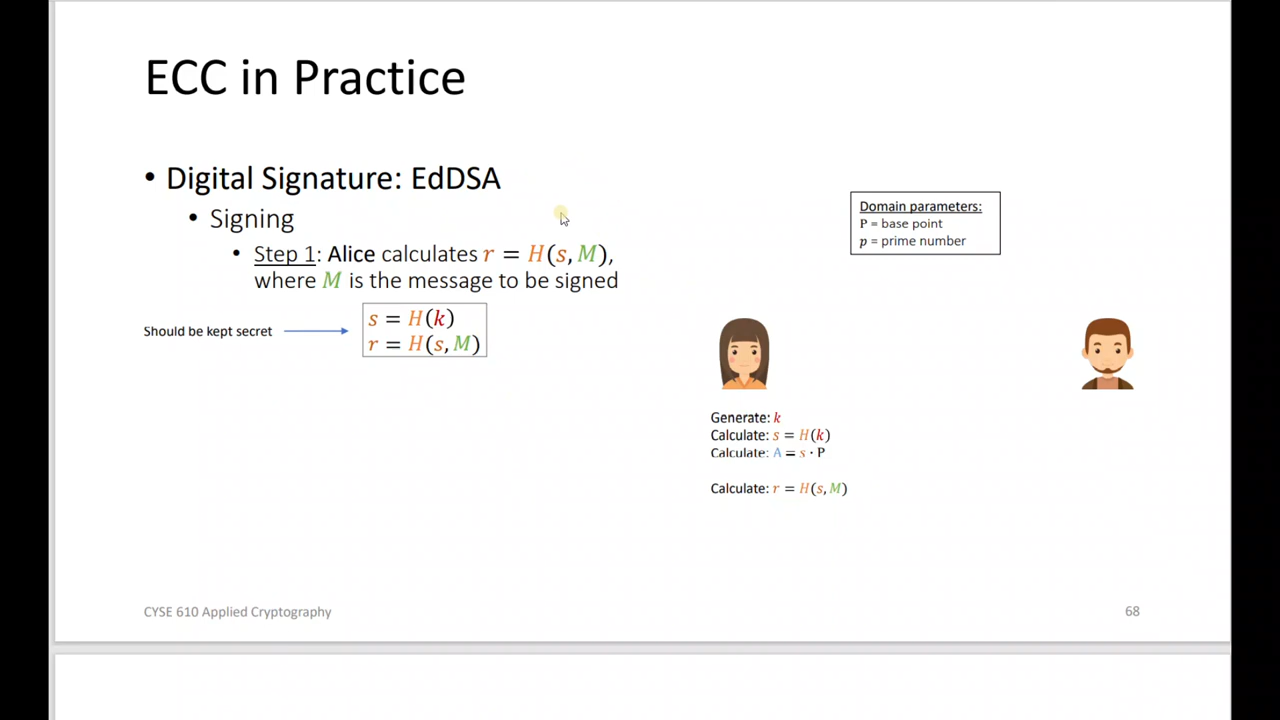 ECC in Practice
• Digital Signature: EdDSA
• Signing
• Step 1: Alice calculates r = H(s, M),
where M is the message to be signed
Should be kept secret
s = H(k)
r = H(s, M)
Domain parameters:
P = base point
p = prime number
Generate: k
Calculate: s = H(k)
Calculate: A = s · P
Calculate: r = H(s, M)
CYSE 610 Applied Cryptography
68